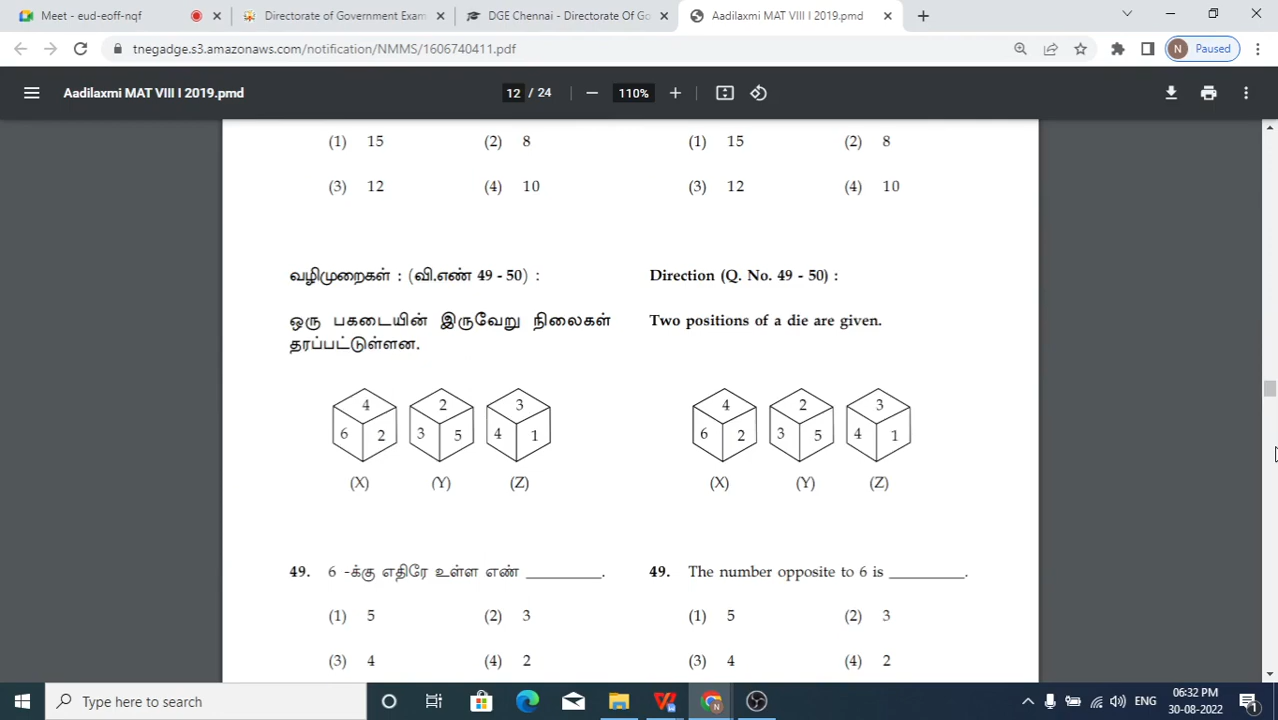 Meet - eud-eoff-nqf
Directorate of Government Exam
DGE Chennai - Directorate Of Go
Aadilaxmi MAT VIII I 2019.pmd
tnegadge.s3.amazonaws.com/notification/NMMS/1606740411.pdf
N Paused
Aadilaxmi MAT VIII I 2019.pmd
12 / 24
110%
(1) 15 (2) 8
(3) 12 (4) 10
(1) 15 (2) 8
(3) 12 (4) 10
வழிமுறைகள் : (வி.எண் 49 - 50) :
ஒரு பகடையின் இருவேறு நிலைகள்
தரப்பட்டுள்ளன.
4 2 3
6 2 3 5 4 1
(X) (Y) (Z)
49. 6 -க்கு எதிரே உள்ள எண் _________.
(1) 5 (2) 3
(3) 4 (4) 2
Direction (Q. No. 49 - 50) :
Two positions of a die are given.
4 2 3
6 2 3 5 4 1
(X) (Y) (Z)
49. The number opposite to 6 is _________.
(1) 5 (2) 3
(3) 4 (4) 2
Type here to search
N
ENG
06:32 PM
30-08-2022
1